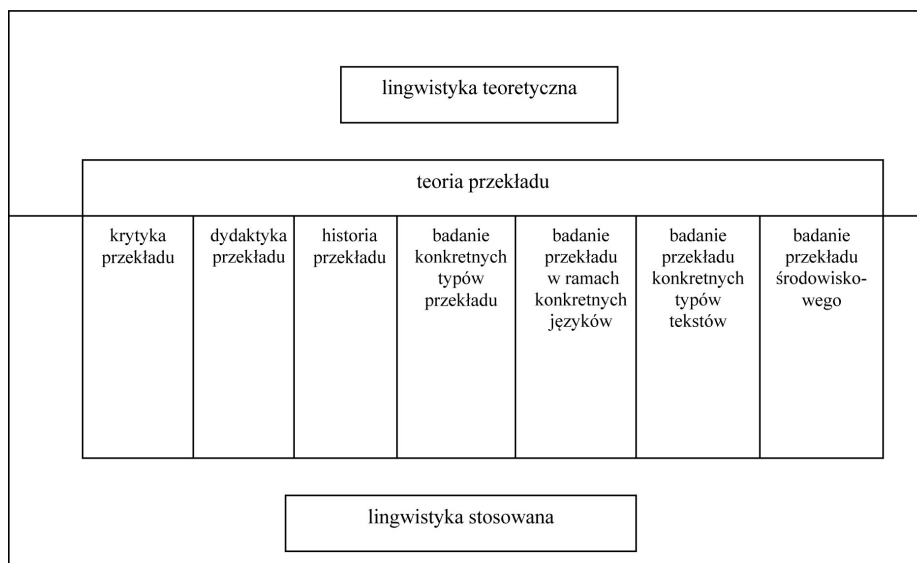 lingwistyka teoretyczna
teoria przekładu
krytyka
przekładu
dydaktyka
przekładu
historia
przekładu
badanie
konkretnych
typów
przekładu
badanie
przekładu
w ramach
konkretnych
języków
badanie
przekładu
konkretnych
typów
tekstów
badanie
przekładu
środowisko-
wego
lingwistyka stosowana